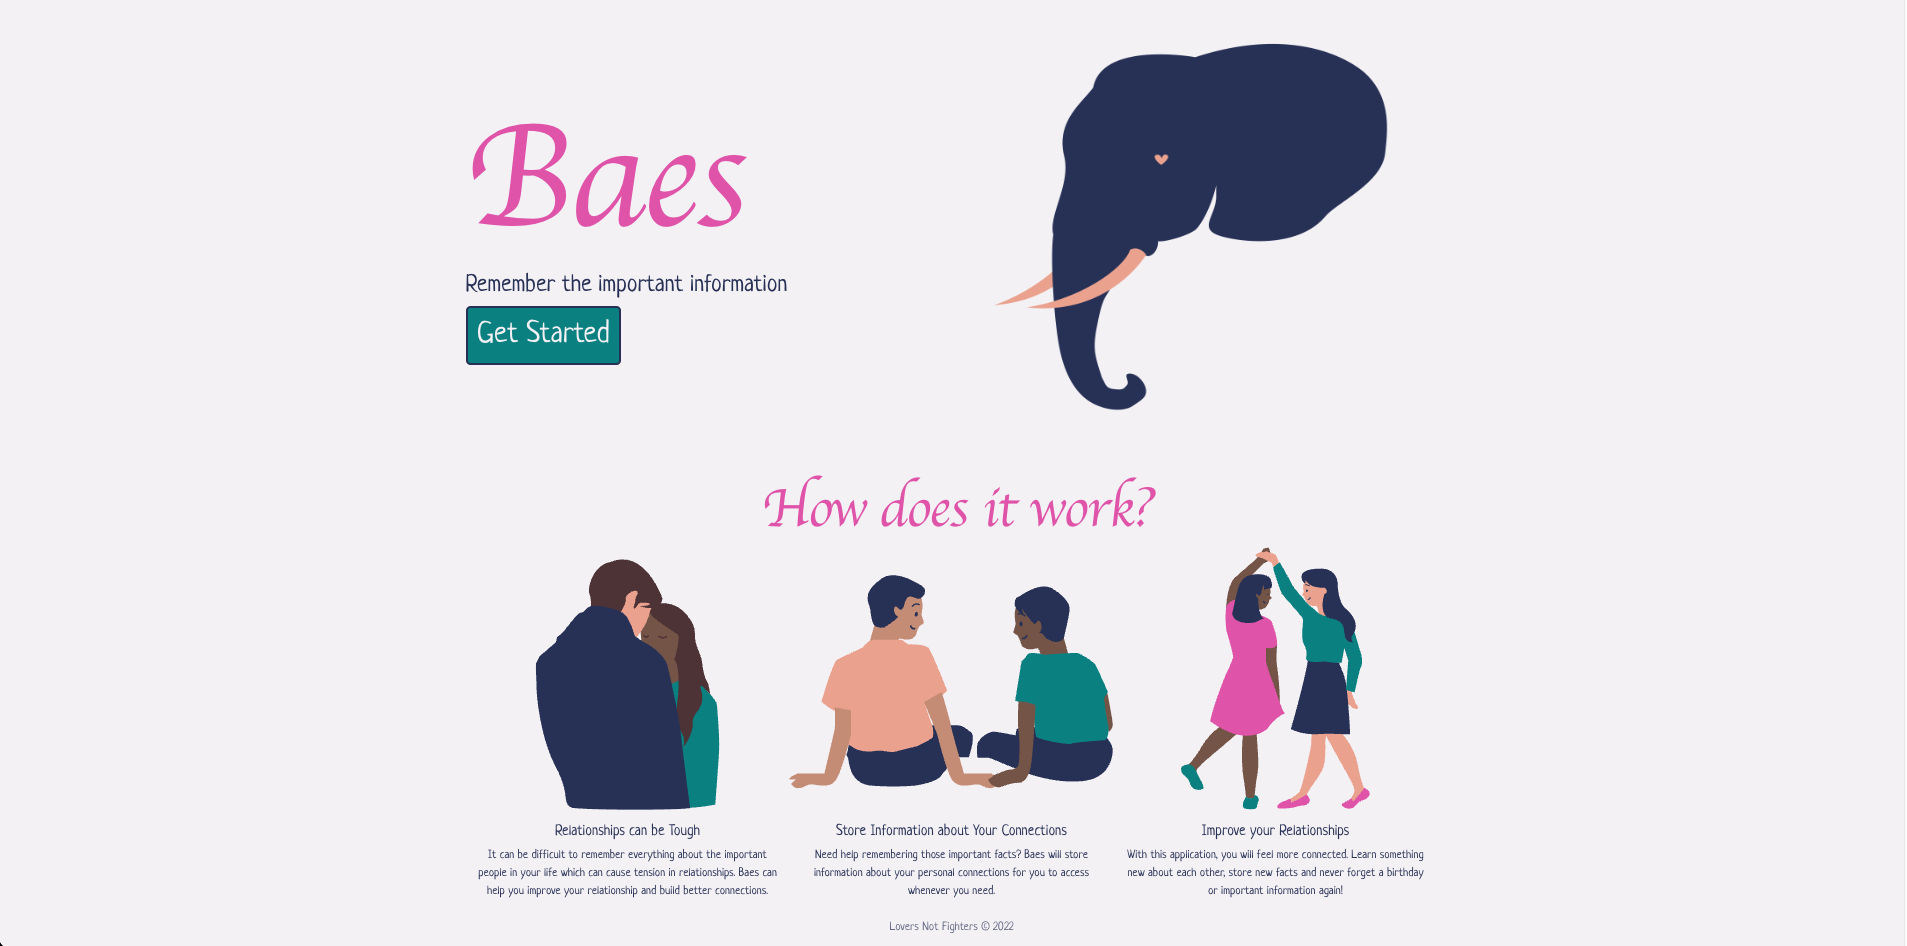 Baes
Remember the important information
Get Started
How does it work?
Relationships can be Tough
It can be difficult to remember everything about the important
people in your life which can cause tension in relationships. Baes can
help you improve your relationship and build better connections.
Store Information about Your Connections
Need help remembering those important facts? Baes will store
information about your personal connections for you to access
whenever you need.
Improve your Relationships
With this application, you will feel more connected. Learn something
new about each other, store new facts and never forget a birthday
or important information again!
Lovers Not Fighters © 2022